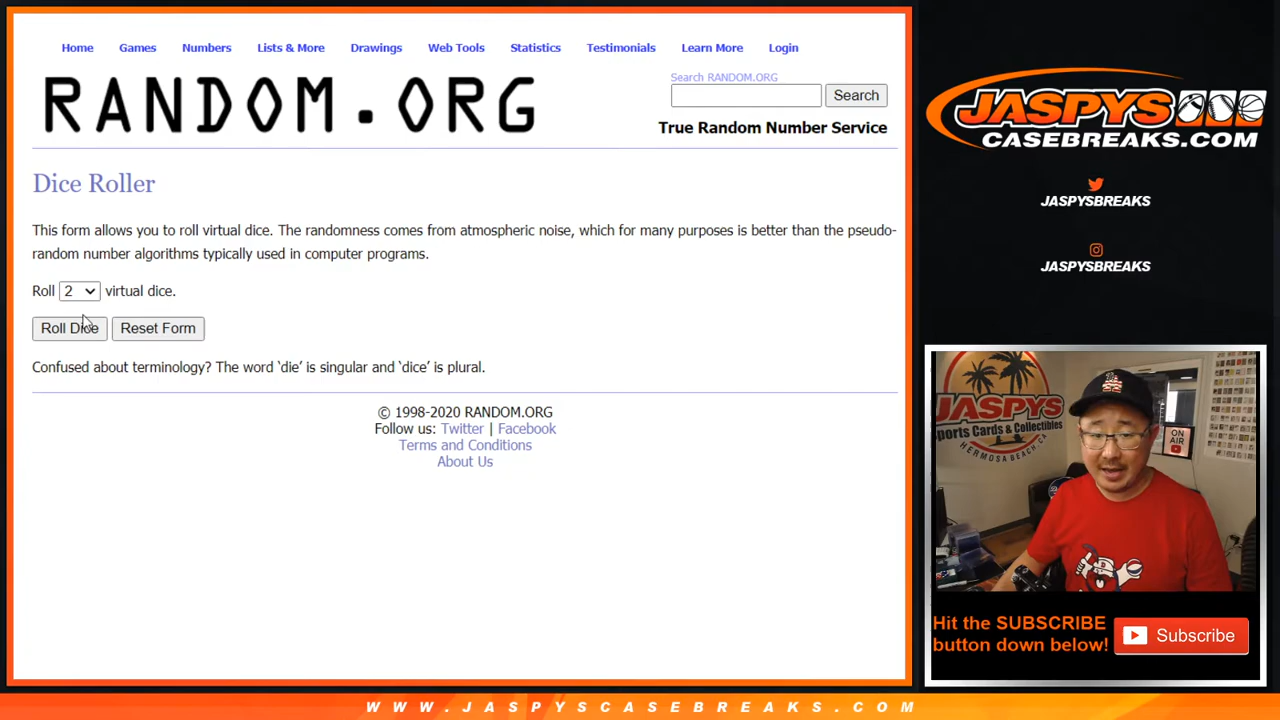 Home Games Numbers Lists & More Drawings Web Tools Statistics Testimonials Learn More Login
RANDOM.ORG
Search RANDOM.ORG
Search
True Random Number Service
Dice Roller
This form allows you to roll virtual dice. The randomness comes from atmospheric noise, which for many purposes is better than the pseudo-
random number algorithms typically used in computer programs.
Roll 2 virtual dice.
Roll Dice Reset Form
Confused about terminology? The word ‘die’ is singular and ‘dice’ is plural.
© 1998-2020 RANDOM.ORG
Follow us: Twitter | Facebook
Terms and Conditions
About Us
JASPYS
CASEBREAKS.COM
JASPYSBREAKS
JASPYSBREAKS
JASPYS
Sports Cards & Collectibles
HERMOSA BEACH, CA
ON
AIR
Hit the SUBSCRIBE
button down below!
Subscribe
WWW.JASPYSCASEBREAKS.COM